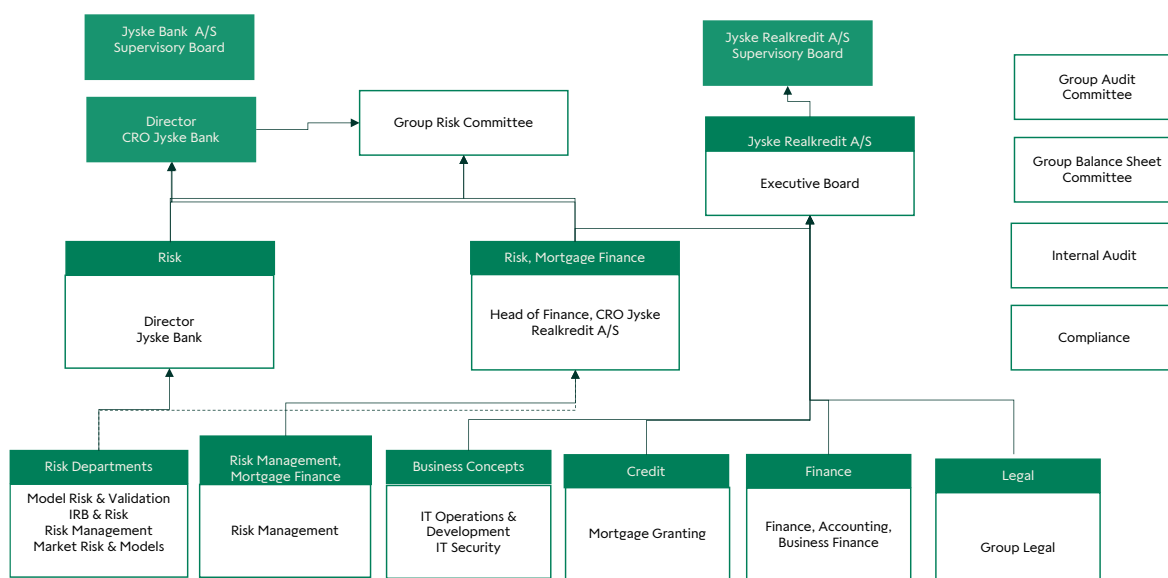 Jyske Bank A/S
Supervisory Board
Jyske Realkredit A/S
Supervisory Board
Group Audit
Committee
Director
CRO Jyske Bank
Group Risk Committee
Jyske Realkredit A/S
Executive Board
Group Balance Sheet
Committee
Internal Audit
Compliance
Risk
Director
Jyske Bank
Risk, Mortgage Finance
Head of Finance, CRO Jyske
Realkredit A/S
Risk Departments
Model Risk & Validation
IRB & Risk
Risk Management
Market Risk & Models
Risk Management,
Mortgage Finance
Risk Management
Business Concepts
IT Operations &
Development
IT Security
Credit
Mortgage Granting
Finance
Finance, Accounting,
Business Finance
Legal
Group Legal